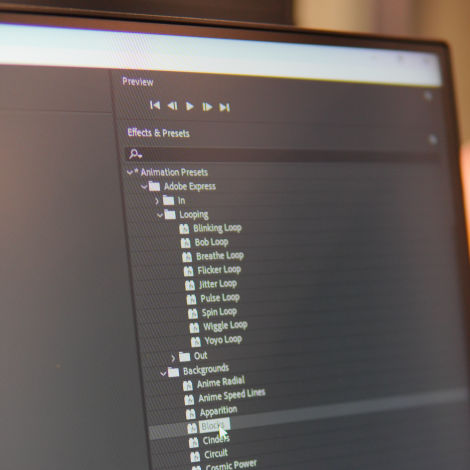 Preview
Effects & Presets
* Animation Presets
Adobe Express
In
Looping
Blinking Loop
Bob Loop
Breathe Loop
Flicker Loop
Jitter Loop
Pulse Loop
Spin Loop
Wiggle Loop
Yoyo Loop
Out
Backgrounds
Anime Radial
Anime Speed Lines
Apparition
Blocks
Cinders
Circuit
Cosmic Power